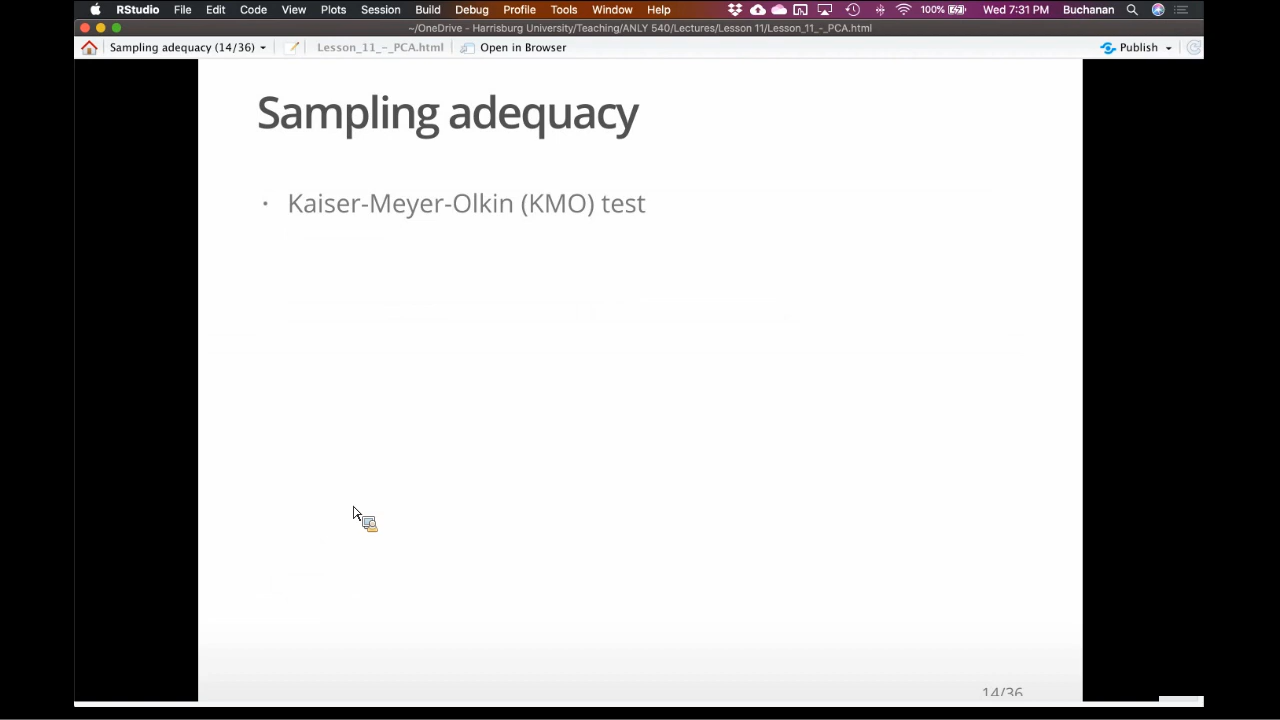 RStudio File Edit Code View Plots Session Build Debug Profile Tools Window Help 100% Wed 7:31 PM Buchanan
~/OneDrive - Harrisburg University/Teaching/ANLY 540/Lectures/Lesson 11/Lesson_11_-_PCA.html
Sampling adequacy (14/36) Lesson_11_-_PCA.html Open in Browser Publish
Sampling adequacy
• Kaiser-Meyer-Olkin (KMO) test
14/36